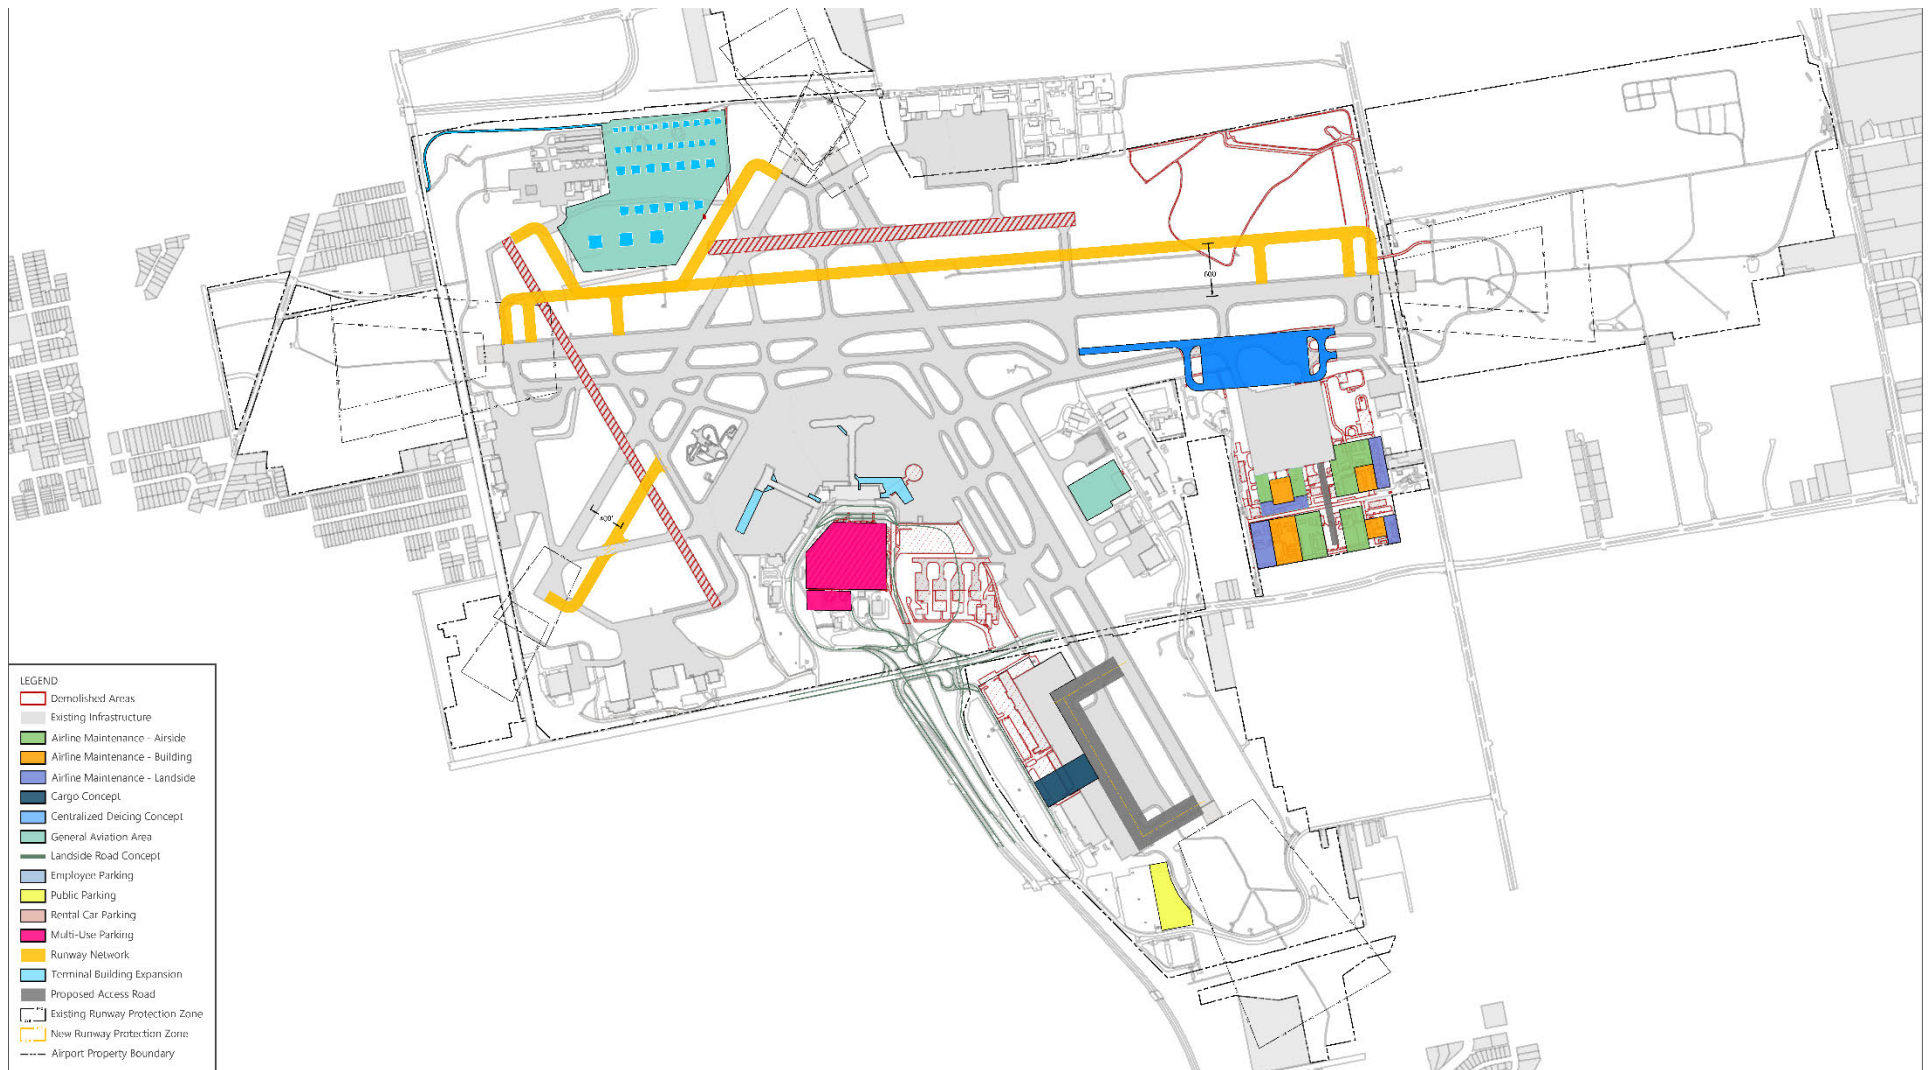 600'
400'
LEGEND
Demolished Areas
Existing Infrastructure
Airline Maintenance - Airside
Airline Maintenance - Building
Airline Maintenance - Landside
Cargo Concept
Centralized Deicing Concept
General Aviation Area
Landside Road Concept
Employee Parking
Public Parking
Rental Car Parking
Multi-Use Parking
Runway Network
Terminal Building Expansion
Proposed Access Road
Existing Runway Protection Zone
New Runway Protection Zone
Airport Property Boundary